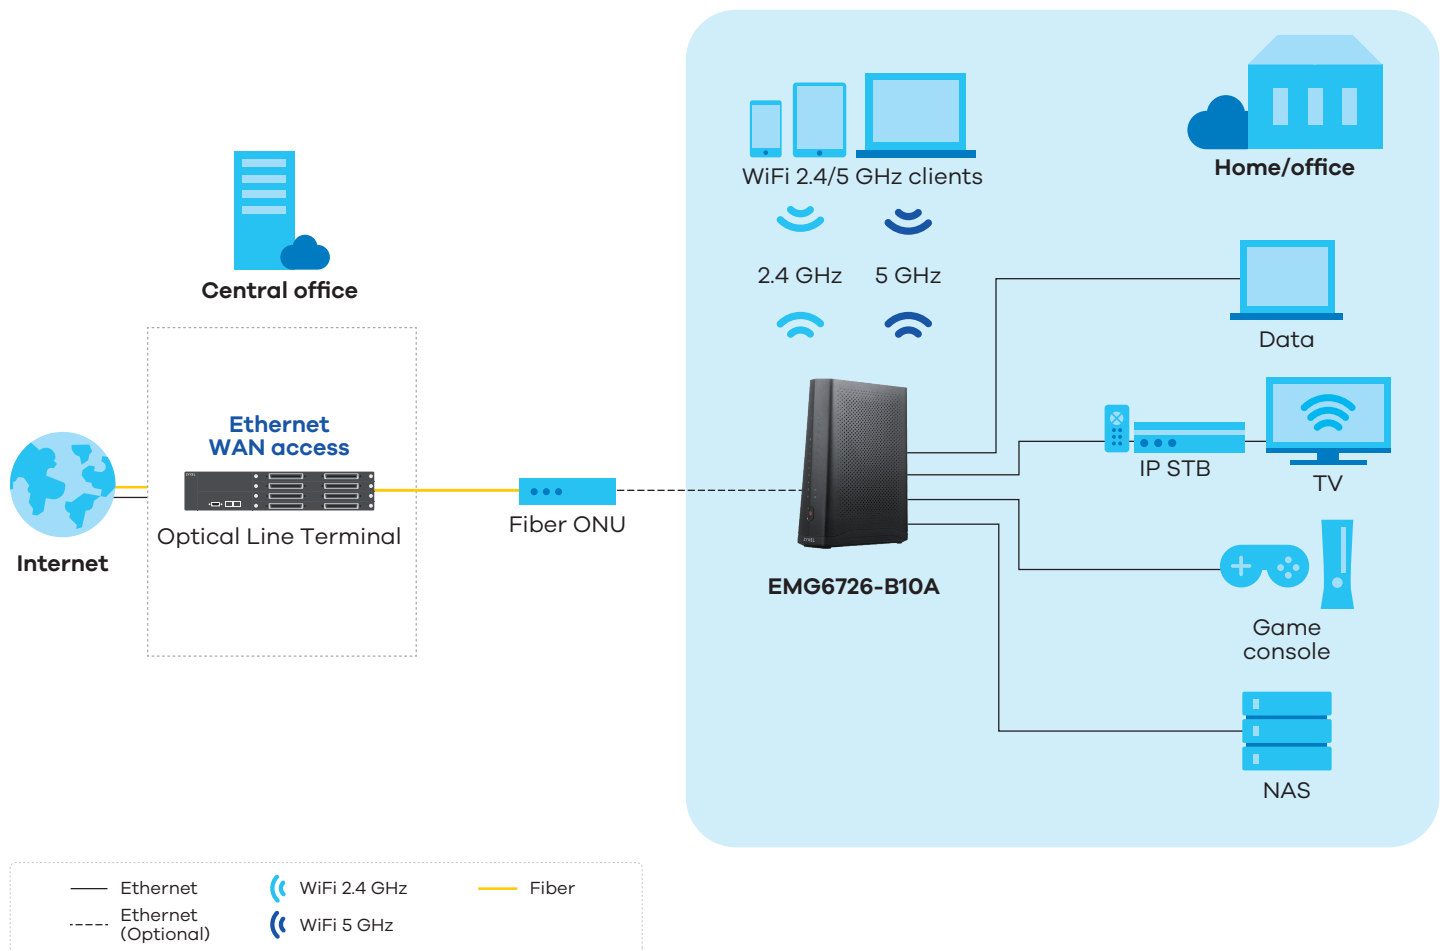 WiFi 2.4/5 GHz clients
Home/office
2.4 GHz
5 GHz
Central office
Data
Ethernet
WAN access
ZYXEL
Optical Line Terminal
Internet
Fiber ONU
ZYXEL
EMG6726-B10A
IP STB
TV
Game
console
NAS
Ethernet
WiFi 2.4 GHz
Fiber
Ethernet
(Optional)
WiFi 5 GHz